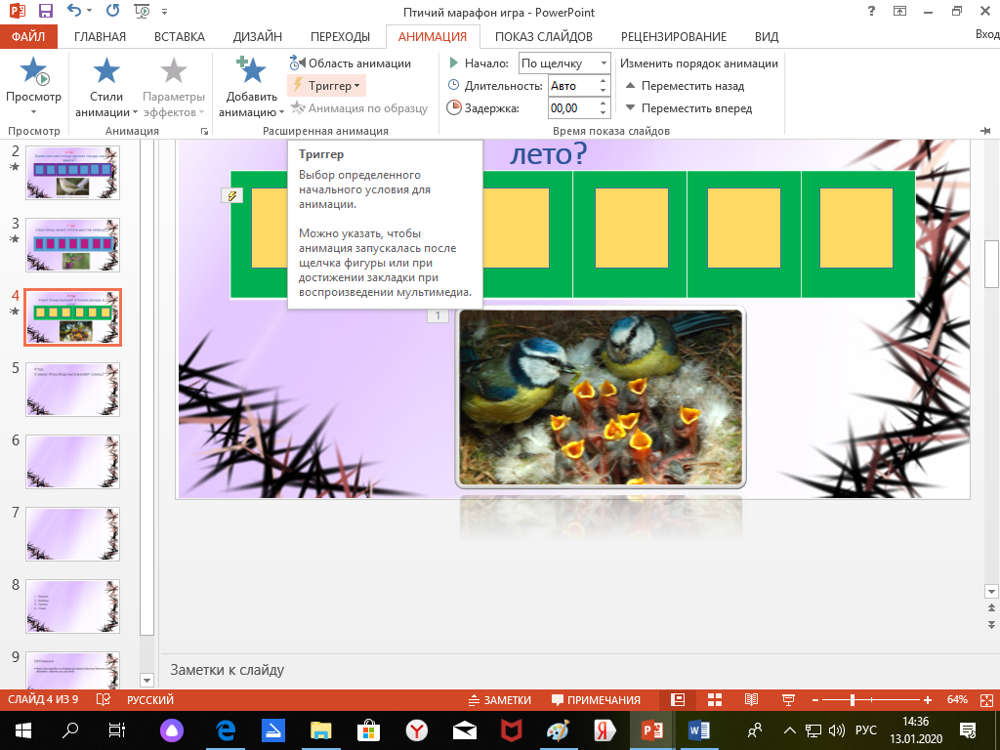 Птичий марафон игра - PowerPoint
?
Вход
ФАЙЛ ГЛАВНАЯ ВСТАВКА ДИЗАЙН ПЕРЕХОДЫ АНИМАЦИЯ ПОКАЗ СЛАЙДОВ РЕЦЕНЗИРОВАНИЕ ВИД
Просмотр
Просмотр
Стили анимации
Параметры эффектов
Анимация
Добавить анимацию
Область анимации
Триггер
Анимация по образцу
Расширенная анимация
Начало: По щелчку
Длительность: Авто
Задержка: 00,00
Изменить порядок анимации
Переместить назад
Переместить вперед
Время показа слайдов
2
3
4
5
6
7
8
9
Триггер
Выбор определенного
начального условия для
анимации.
Можно указать, чтобы
анимация запускалась после
щелчка фигуры или при
достижении закладки при
воспроизведении мультимедиа.
лето?
1
Заметки к слайду
СЛАЙД 4 ИЗ 9 РУССКИЙ ЗАМЕТКИ ПРИМЕЧАНИЯ 64%
РУС
14:36
13.01.2020